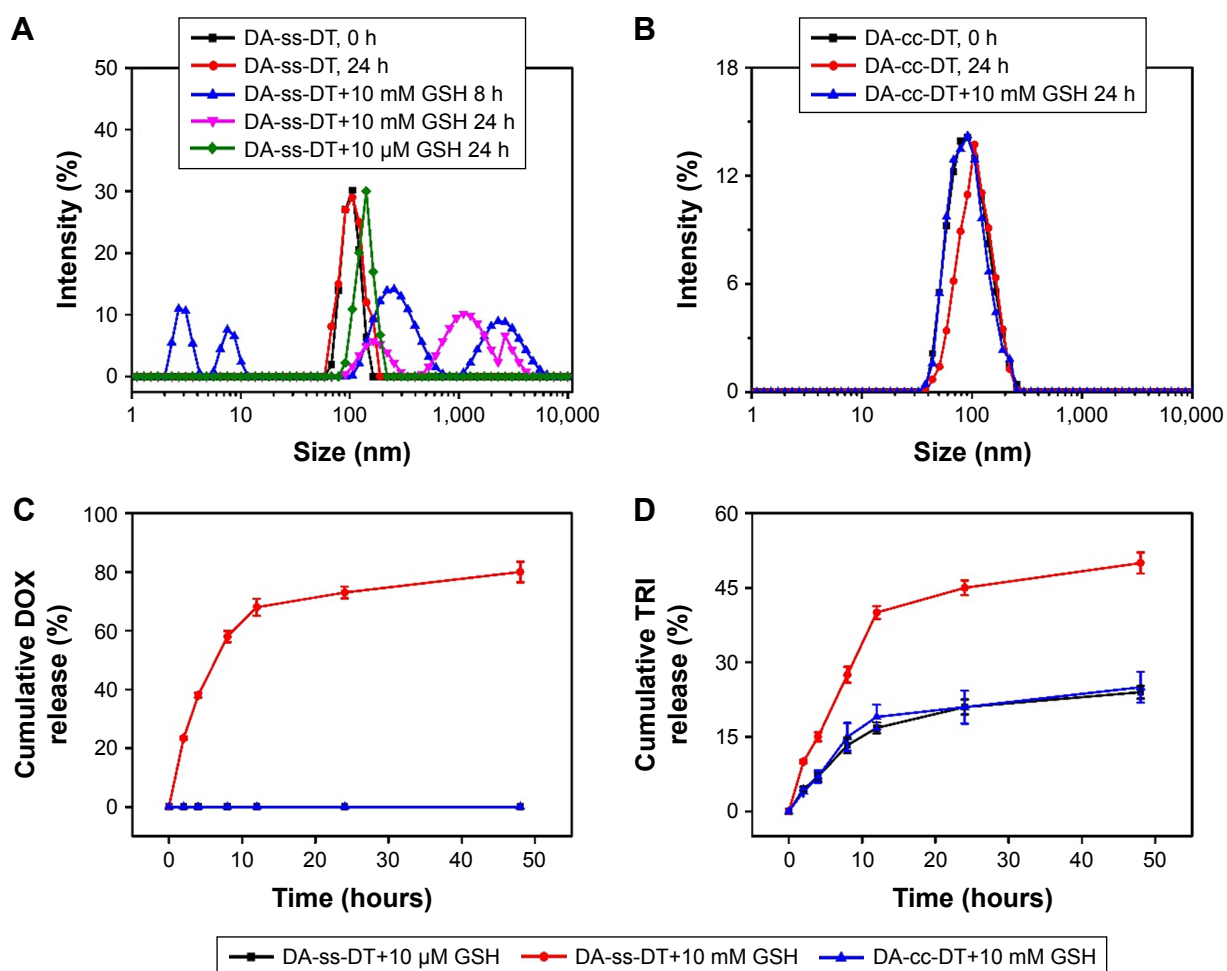 A
DA-ss-DT, 0 h
DA-ss-DT, 24 h
DA-ss-DT+10 mM GSH 8 h
DA-ss-DT+10 mM GSH 24 h
DA-ss-DT+10 µM GSH 24 h
50
40
30
20
10
0
Intensity (%)
1
10
100
1,000
10,000
Size (nm)
B
DA-cc-DT, 0 h
DA-cc-DT, 24 h
DA-cc-DT+10 mM GSH 24 h
18
12
6
0
Intensity (%)
1
10
100
1,000
10,000
Size (nm)
C
100
80
60
40
20
0
Cumulative DOX
release (%)
0
10
20
30
40
50
Time (hours)
D
60
45
30
15
0
Cumulative TRI
release (%)
0
10
20
30
40
50
Time (hours)
DA-ss-DT+10 µM GSH
DA-ss-DT+10 mM GSH
DA-cc-DT+10 mM GSH